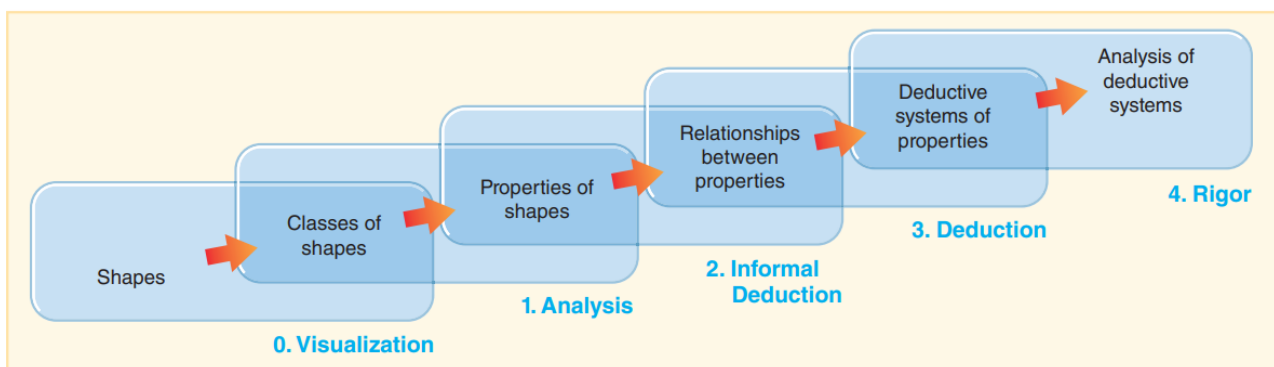 Shapes
Classes of
shapes
Properties of
shapes
Relationships
between
properties
Deductive
systems of
properties
Analysis of
deductive
systems
0. Visualization
1. Analysis
2. Informal
Deduction
3. Deduction
4. Rigor